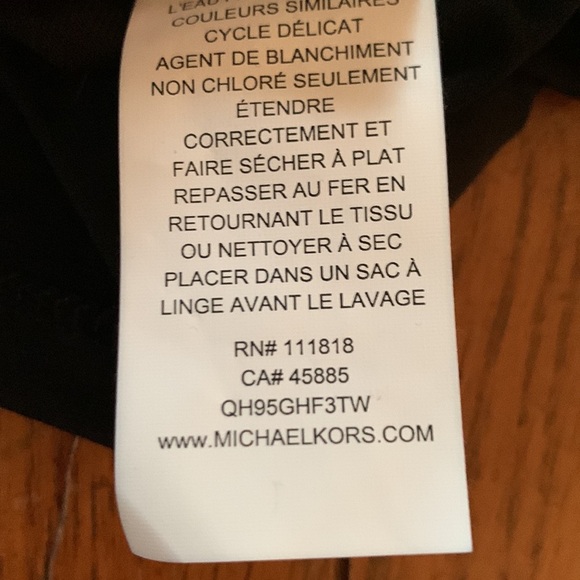 L'EAU
COULEURS SIMILAIRES
CYCLE DÉLICAT
AGENT DE BLANCHIMENT
NON CHLORÉ SEULEMENT
ÉTENDRE
CORRECTEMENT ET
FAIRE SÉCHER À PLAT
REPASSER AU FER EN
RETOURNANT LE TISSU
OU NETTOYER À SEC
PLACER DANS UN SAC À
LINGE AVANT LE LAVAGE
RN# 111818
CA# 45885
QH95GHF3TW
www.MICHAELKORS.COM